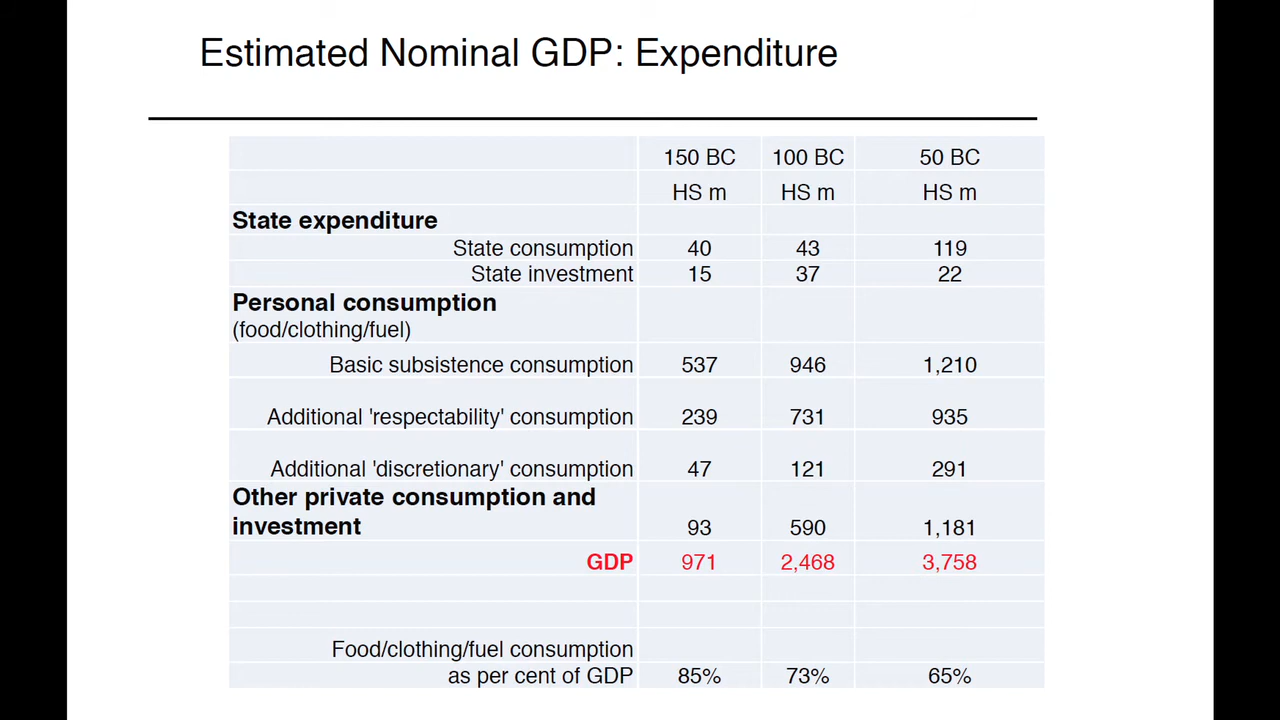 Estimated Nominal GDP: Expenditure
150 BC 100 BC 50 BC
HS m HS m HS m
State expenditure
State consumption 40 43 119
State investment 15 37 22
Personal consumption
(food/clothing/fuel)
Basic subsistence consumption 537 946 1,210
Additional 'respectability' consumption 239 731 935
Additional 'discretionary' consumption 47 121 291
Other private consumption and
investment 93 590 1,181
GDP 971 2,468 3,758
Food/clothing/fuel consumption
as per cent of GDP 85% 73% 65%